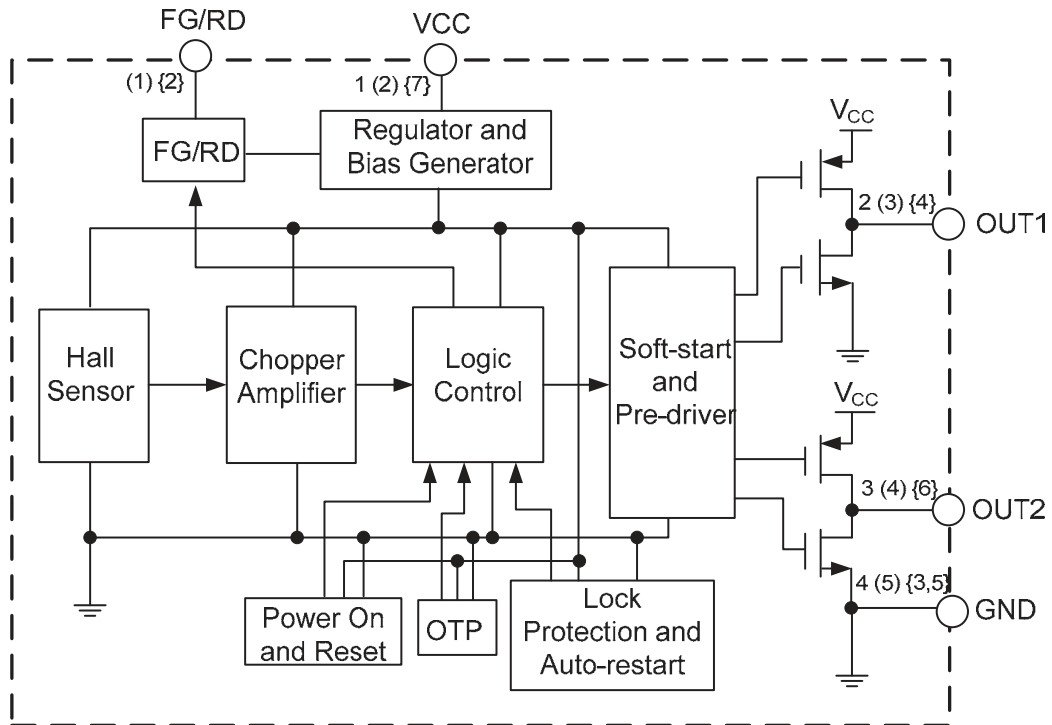 FG/RD
VCC
(1) {2}
1 (2) {7}
FG/RD
Regulator and
Bias Generator
VCC
2 (3) {4}
OUT1
Hall
Sensor
Chopper
Amplifier
Logic
Control
Soft-start
and
Pre-driver
VCC
3 (4) {6}
OUT2
4 (5) {3,5}
GND
Power On
and Reset
OTP
Lock
Protection and
Auto-restart